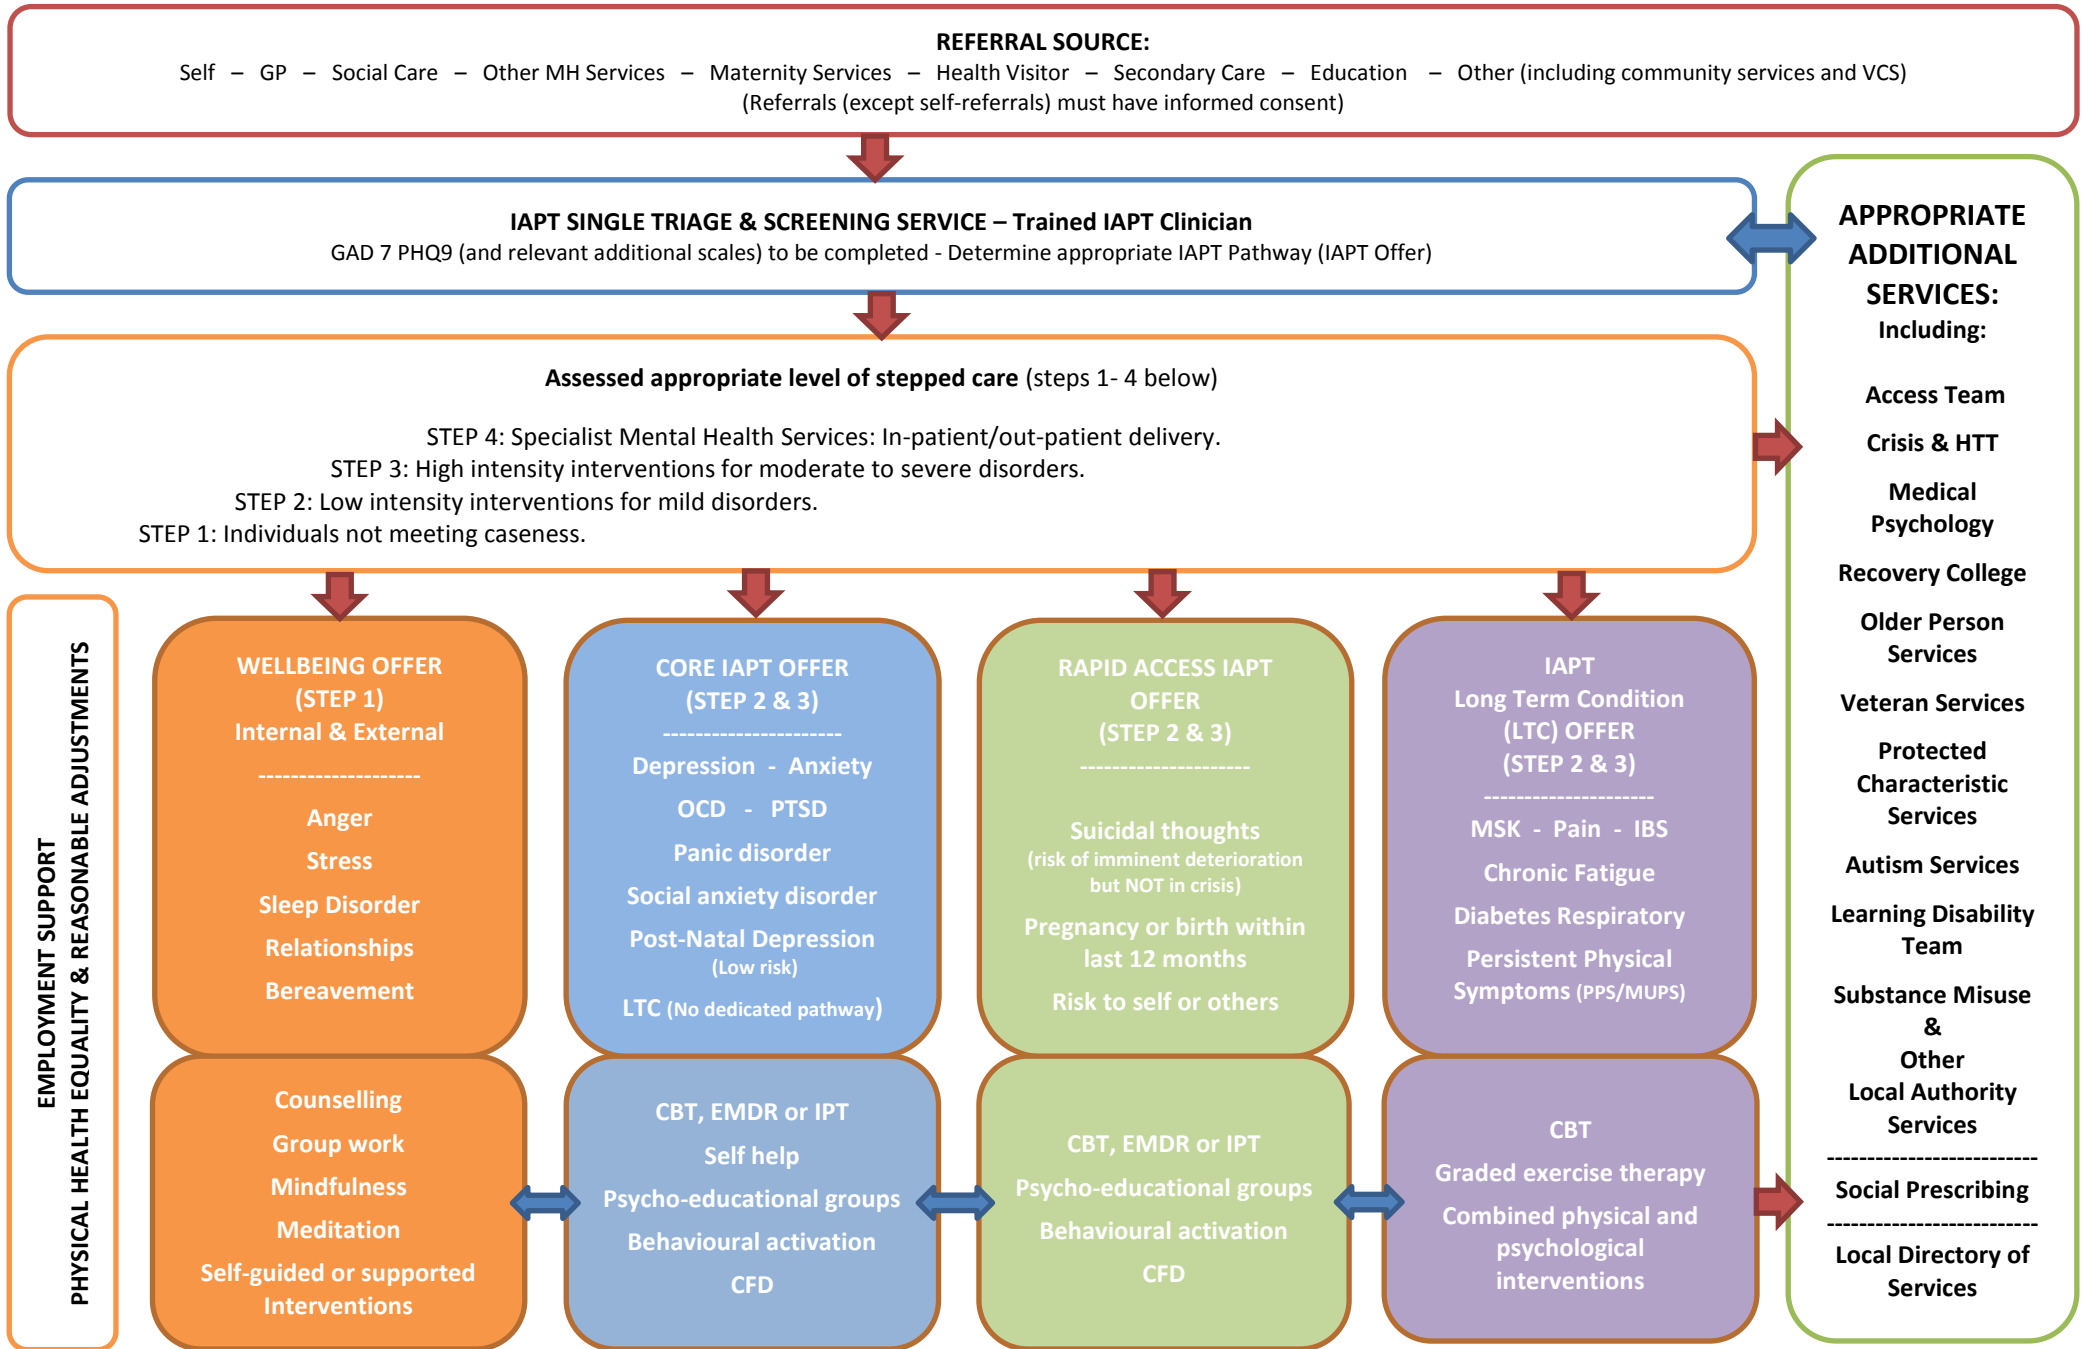 REFERRAL SOURCE:
Self – GP – Social Care – Other MH Services – Maternity Services – Health Visitor – Secondary Care – Education – Other (including community services and VCS)
(Referrals (except self-referrals) must have informed consent)
IAPT SINGLE TRIAGE & SCREENING SERVICE – Trained IAPT Clinician
GAD 7 PHQ9 (and relevant additional scales) to be completed - Determine appropriate IAPT Pathway (IAPT Offer)
Assessed appropriate level of stepped care (steps 1- 4 below)
STEP 4: Specialist Mental Health Services: In-patient/out-patient delivery.
STEP 3: High intensity interventions for moderate to severe disorders.
STEP 2: Low intensity interventions for mild disorders.
STEP 1: Individuals not meeting caseness.
EMPLOYMENT SUPPORT
PHYSICAL HEALTH EQUALITY & REASONABLE ADJUSTMENTS
WELLBEING OFFER
(STEP 1)
Internal & External
--------------------
Anger
Stress
Sleep Disorder
Relationships
Bereavement
Counselling
Group work
Mindfulness
Meditation
Self-guided or supported
Interventions
CORE IAPT OFFER
(STEP 2 & 3)
----------------------
Depression - Anxiety
OCD - PTSD
Panic disorder
Social anxiety disorder
Post-Natal Depression
(Low risk)
LTC (No dedicated pathway)
CBT, EMDR or IPT
Self help
Psycho-educational groups
Behavioural activation
CFD
RAPID ACCESS IAPT
OFFER
(STEP 2 & 3)
---------------------
Suicidal thoughts
(risk of imminent deterioration
but NOT in crisis)
Pregnancy or birth within
last 12 months
Risk to self or others
CBT, EMDR or IPT
Psycho-educational groups
Behavioural activation
CFD
IAPT
Long Term Condition
(LTC) OFFER
(STEP 2 & 3)
---------------------
MSK - Pain - IBS
Chronic Fatigue
Diabetes Respiratory
Persistent Physical
Symptoms (PPS/MUPS)
CBT
Graded exercise therapy
Combined physical and
psychological
interventions
APPROPRIATE
ADDITIONAL
SERVICES:
Including:
Access Team
Crisis & HTT
Medical
Psychology
Recovery College
Older Person
Services
Veteran Services
Protected
Characteristic
Services
Autism Services
Learning Disability
Team
Substance Misuse
&
Other
Local Authority
Services
--------------------------
Social Prescribing
--------------------------
Local Directory of
Services